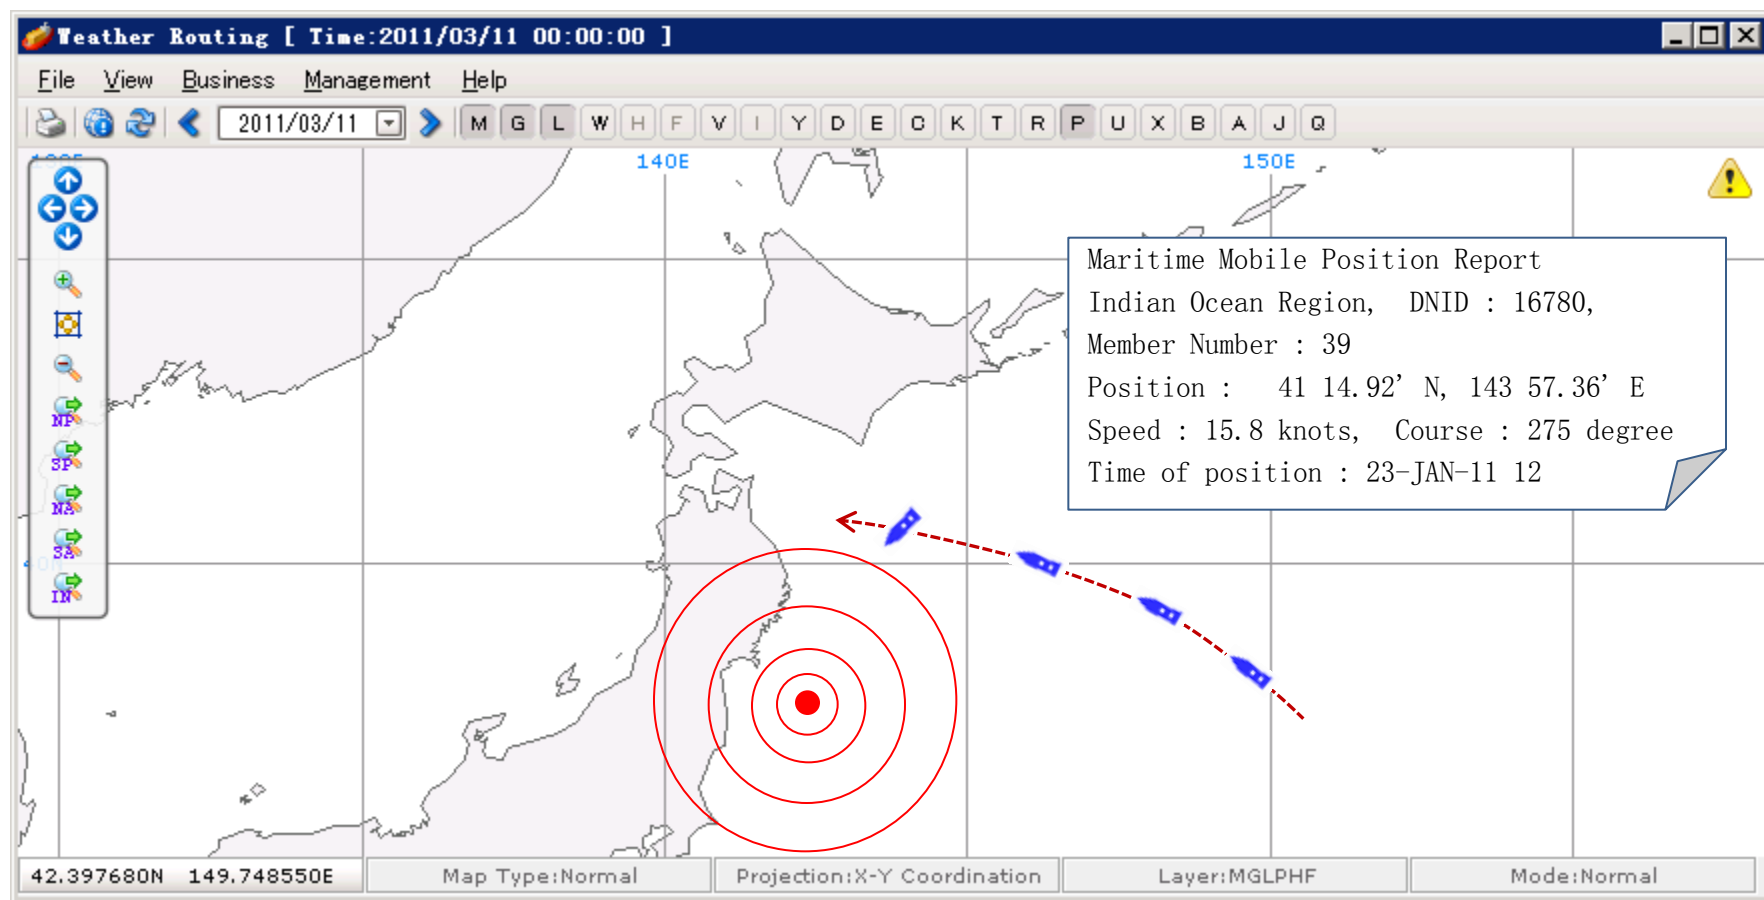 Weather Routing [ Time:2011/03/11 00:00:00 ]
File View Business Management Help
2011/03/11 M G L W H F V I Y D E C K T R P U X B A J Q
140E 150E
Maritime Mobile Position Report
Indian Ocean Region, DNID : 16780,
Member Number : 39
Position : 41 14.92' N, 143 57.36' E
Speed : 15.8 knots, Course : 275 degree
Time of position : 23-JAN-11 12
NP
SP
NA
SA
IN
42.397680N 149.748550E Map Type:Normal Projection:X-Y Coordination Layer:MGLPHF Mode:Normal